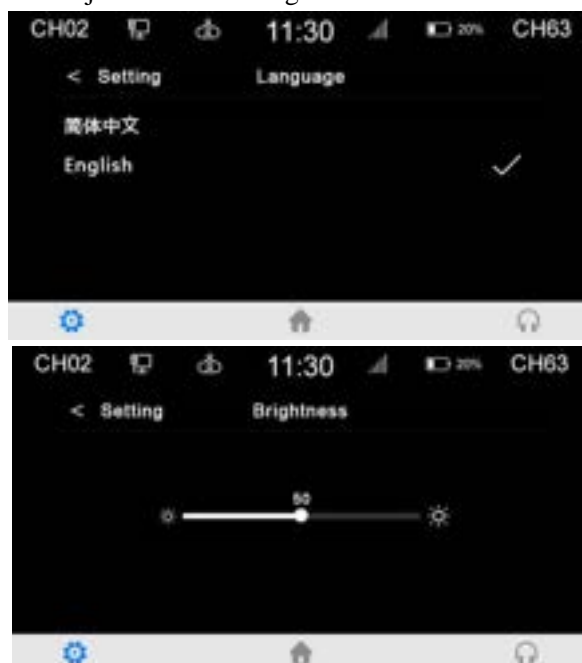 CH02 11:30 20% CH63
< Setting Language
简体中文
English
CH02 11:30 20% CH63
< Setting Brightness
50